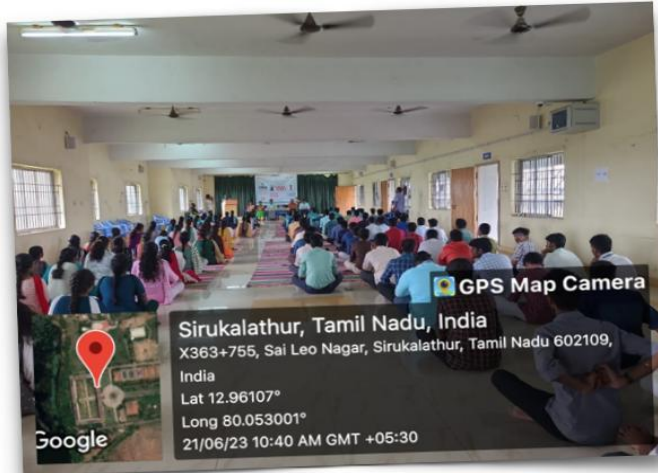 GPS Map Camera
Sirukalathur, Tamil Nadu, India
X363+755, Sai Leo Nagar, Sirukalathur, Tamil Nadu 602109,
India
Lat 12.96107°
Long 80.053001°
21/06/23 10:40 AM GMT +05:30
Google